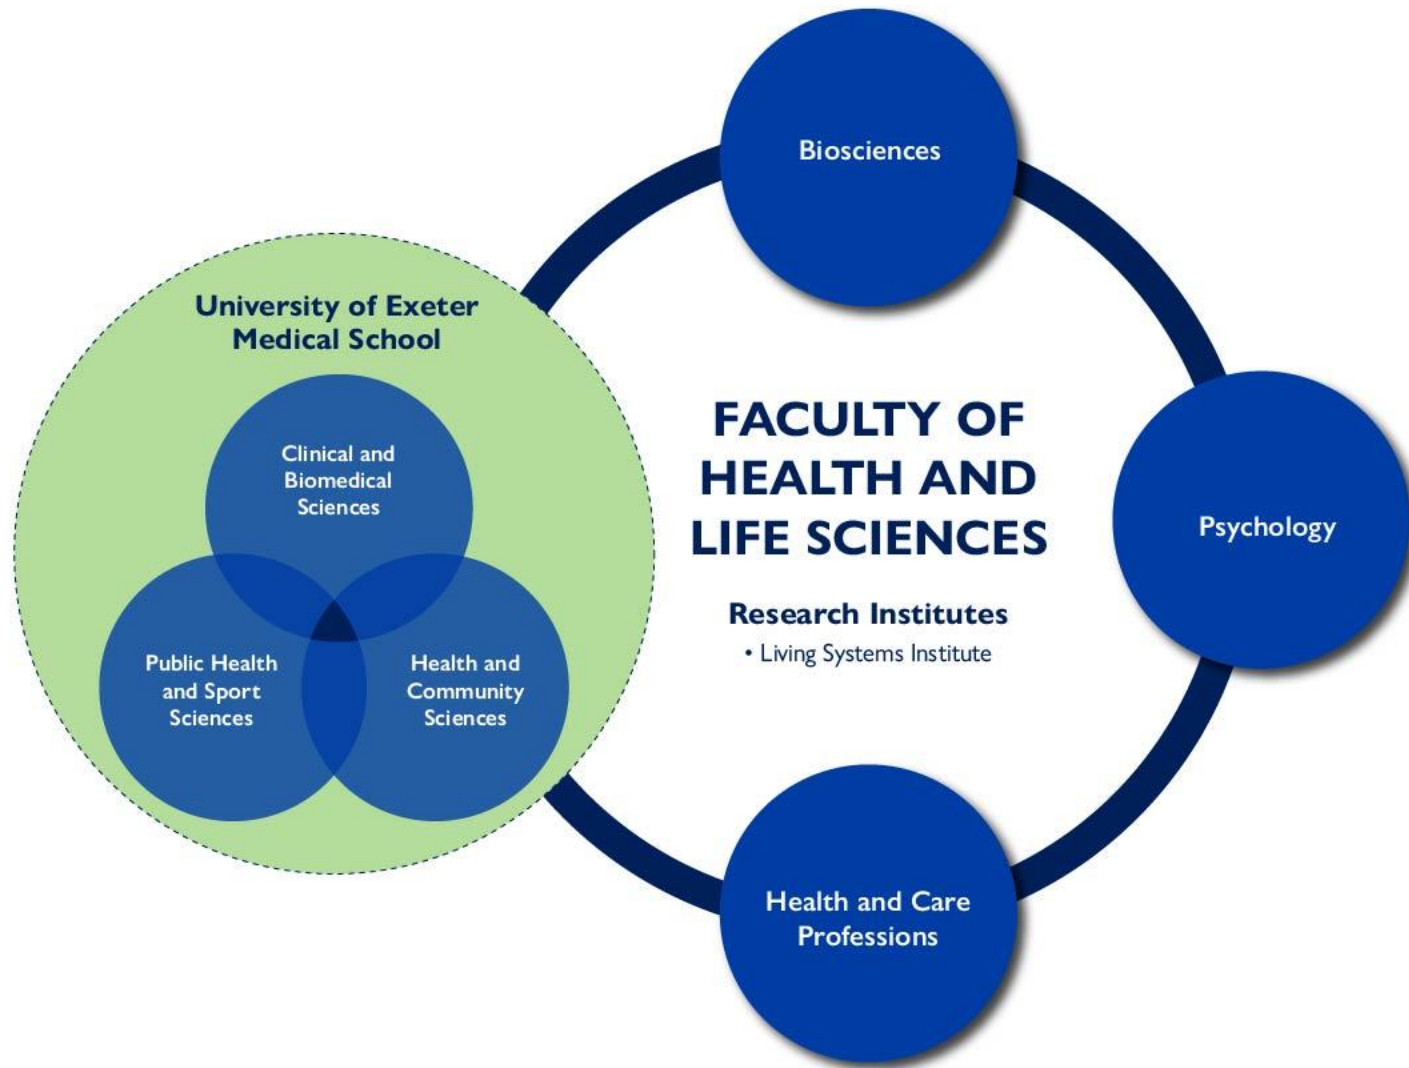 Biosciences
University of Exeter
Medical School
Clinical and
Biomedical
Sciences
Public Health
and Sport
Sciences
Health and
Community
Sciences
FACULTY OF
HEALTH AND
LIFE SCIENCES
Research Institutes
• Living Systems Institute
Psychology
Health and Care
Professions